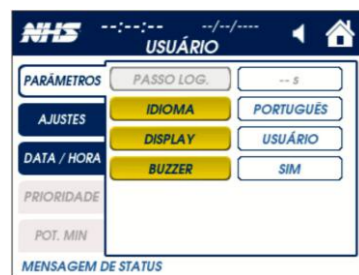 NHS --:--:-- --/--/----
USUÁRIO
PARÂMETROS PASSO LOG. -- s
AJUSTES IDIOMA PORTUGUÊS
DISPLAY USUÁRIO
DATA / HORA BUZZER SIM
PRIORIDADE
POT. MIN
MENSAGEM DE STATUS